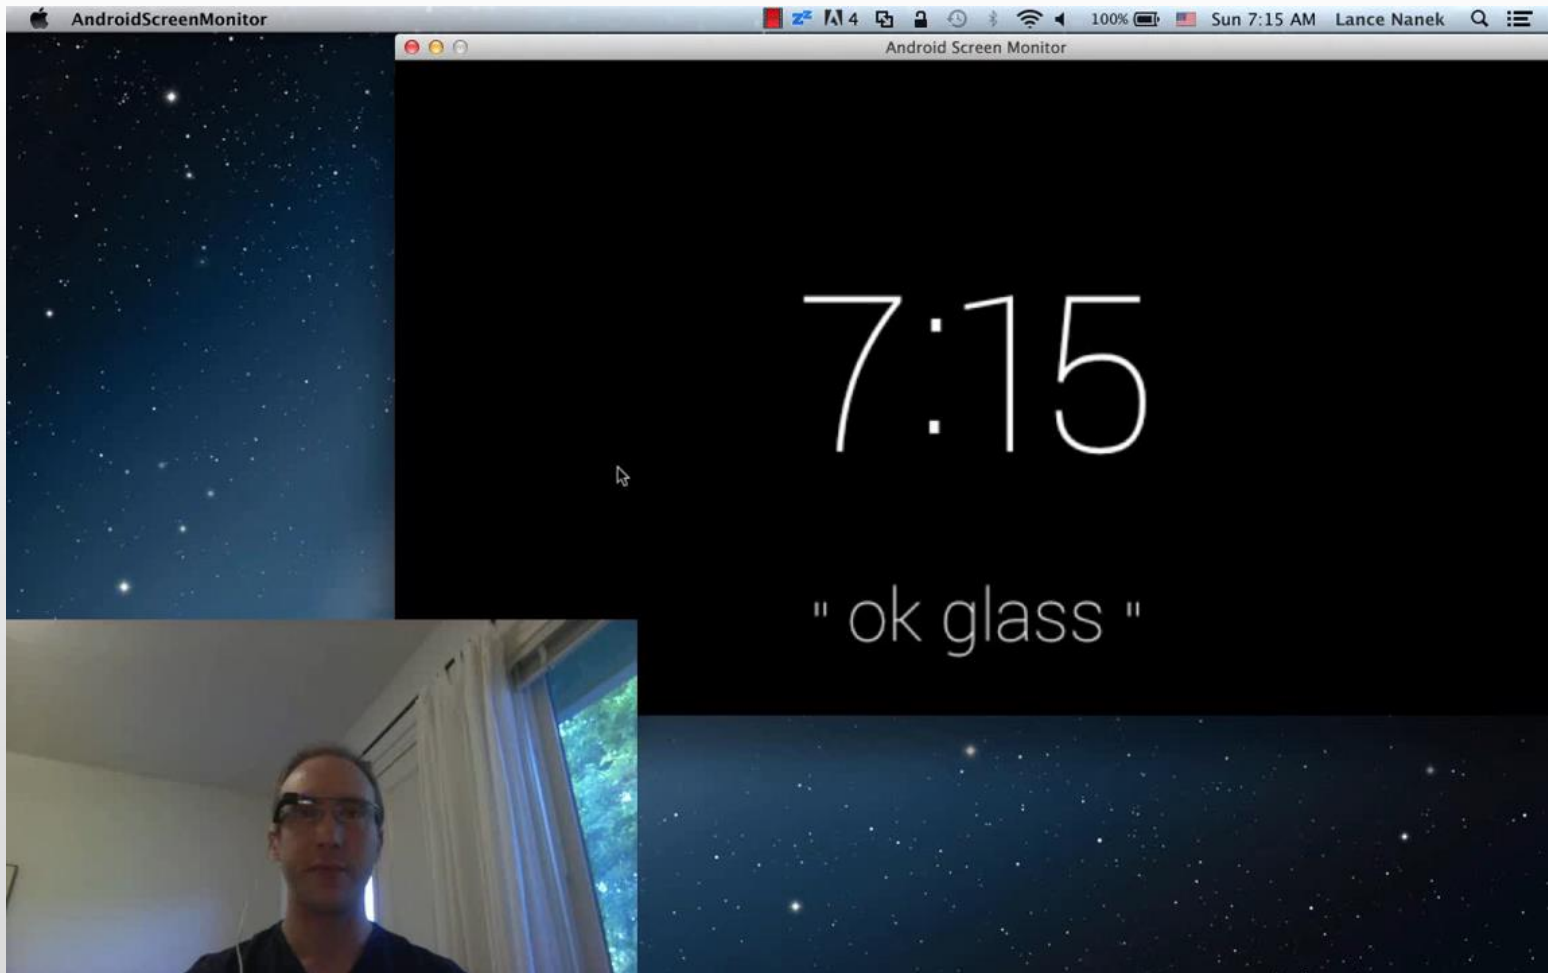 AndroidScreenMonitor 4 100% Sun 7:15 AM Lance Nanek
Android Screen Monitor
7:15
" ok glass "